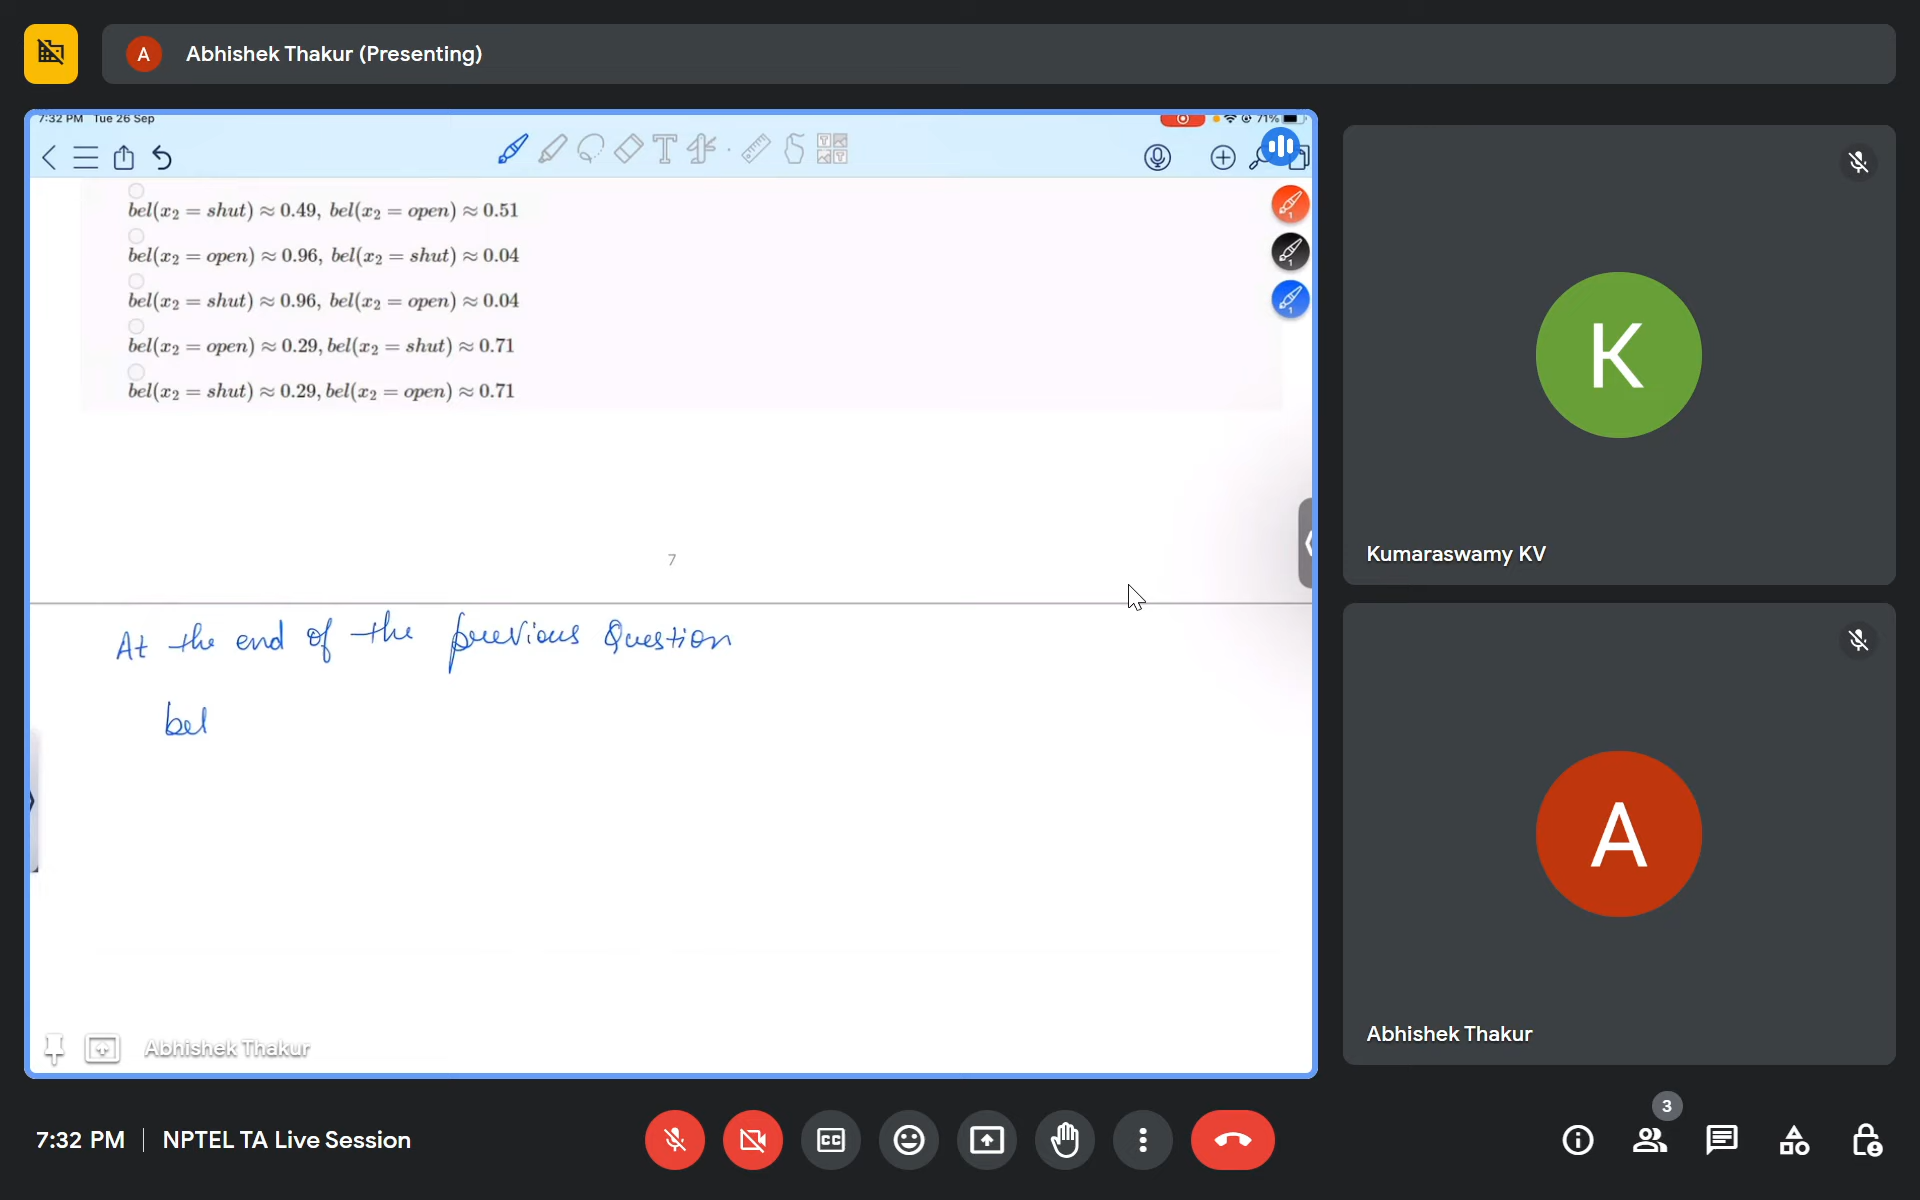 A Abhishek Thakur (Presenting)
7:32 PM Tue 26 Sep
71%
bel(x₂ = shut) ≈ 0.49, bel(x₂ = open) ≈ 0.51
bel(x₂ = open) ≈ 0.96, bel(x₂ = shut) ≈ 0.04
bel(x₂ = shut) ≈ 0.96, bel(x₂ = open) ≈ 0.04
bel(x₂ = open) ≈ 0.29, bel(x₂ = shut) ≈ 0.71
bel(x₂ = shut) ≈ 0.29, bel(x₂ = open) ≈ 0.71
1
1
1
7
At the end of the previous Question
bel
Abhishek Thakur
K
Kumaraswamy KV
A
Abhishek Thakur
7:32 PM | NPTEL TA Live Session
CC
3